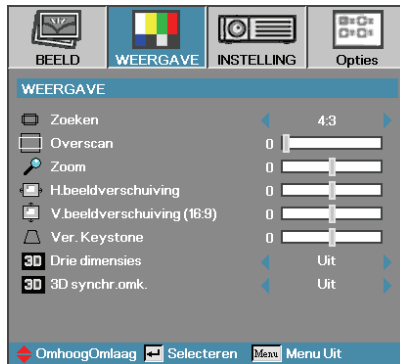 BEELD WEERGAVE INSTELLING Opties
WEERGAVE
Zoeken 4:3
Overscan 0
Zoom 0
H.beeldverschuiving 0
V.beeldverschuiving (16:9) 0
Ver. Keystone 0
3D Drie dimensies Uit
3D 3D synchr.omk. Uit
OmhoogOmlaag Selecteren Menu Menu Uit